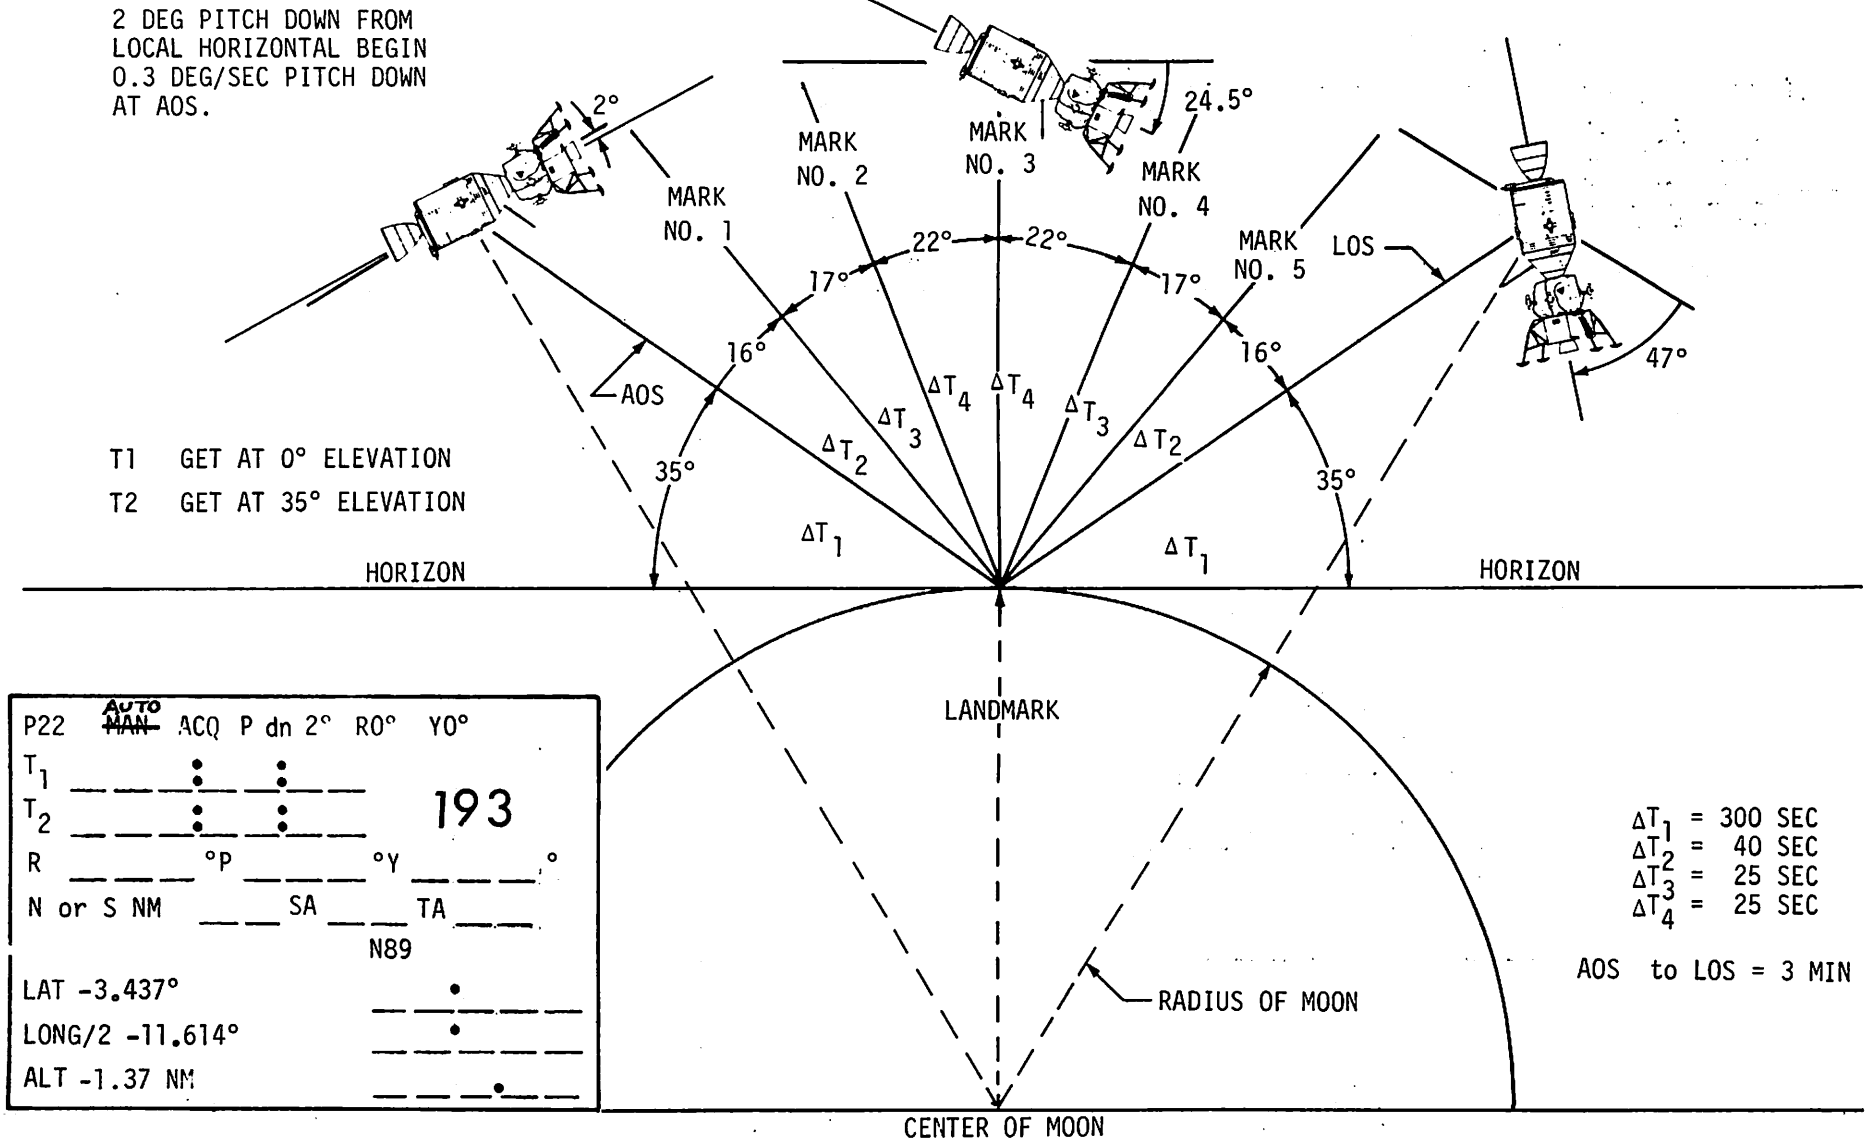 2 DEG PITCH DOWN FROM
LOCAL HORIZONTAL BEGIN
0.3 DEG/SEC PITCH DOWN
AT AOS.
2°
MARK
NO. 1
MARK
NO. 2
MARK
NO. 3
24.5°
MARK
NO. 4
MARK
NO. 5
LOS
47°
22°
22°
17°
17°
16°
16°
AOS
35°
35°
ΔT4
ΔT4
ΔT3
ΔT3
ΔT2
ΔT2
ΔT1
ΔT1
T1 GET AT 0° ELEVATION
T2 GET AT 35° ELEVATION
HORIZON
HORIZON
LANDMARK
AUTO
P22 MAN ACQ P dn 2° R0° Y0°
T1
193
T2
R °P °Y °
N or S NM SA TA
N89
LAT -3.437°
LONG/2 -11.614°
ALT -1.37 NM
ΔT1 = 300 SEC
ΔT2 = 40 SEC
ΔT3 = 25 SEC
ΔT4 = 25 SEC
AOS to LOS = 3 MIN
RADIUS OF MOON
CENTER OF MOON